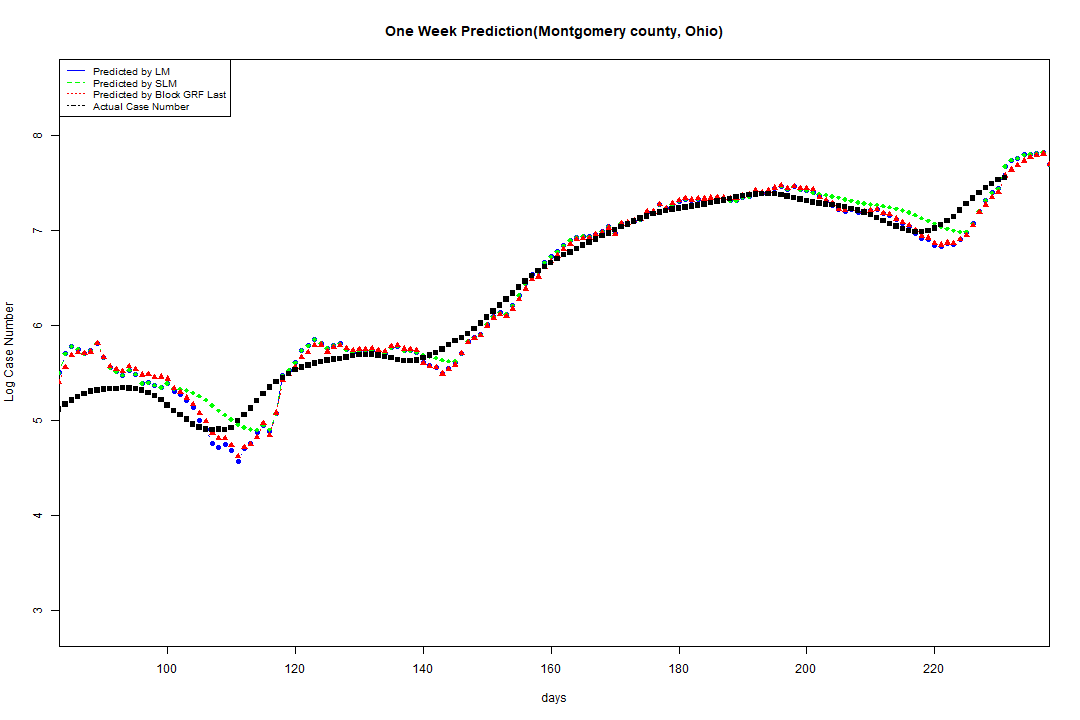 One Week Prediction(Montgomery county, Ohio)
Predicted by LM
Predicted by SLM
Predicted by Block GRF Last
Actual Case Number
8
7
6
5
4
3
Log Case Number
100 120 140 160 180 200 220
days